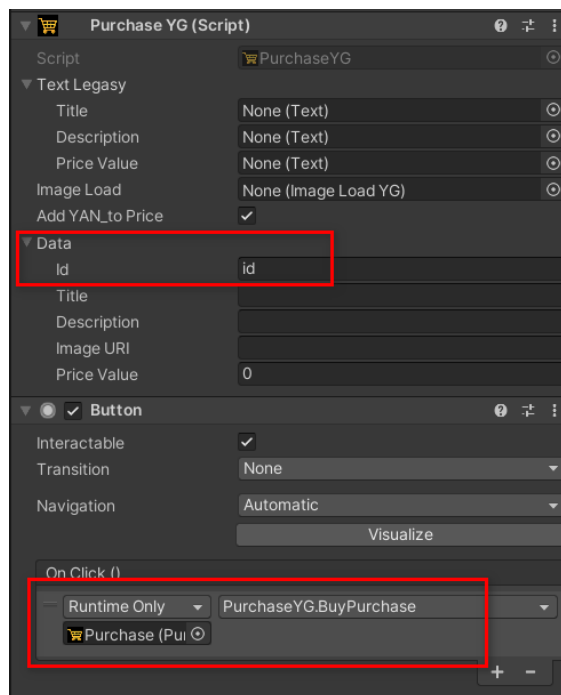 Purchase YG (Script)
Script PurchaseYG
Text Legasy
Title None (Text)
Description None (Text)
Price Value None (Text)
Image Load None (Image Load YG)
Add YAN_to Price
Data
Id id
Title
Description
Image URI
Price Value 0
Button
Interactable
Transition None
Navigation Automatic
Visualize
On Click ()
Runtime Only PurchaseYG.BuyPurchase
Purchase (Pu